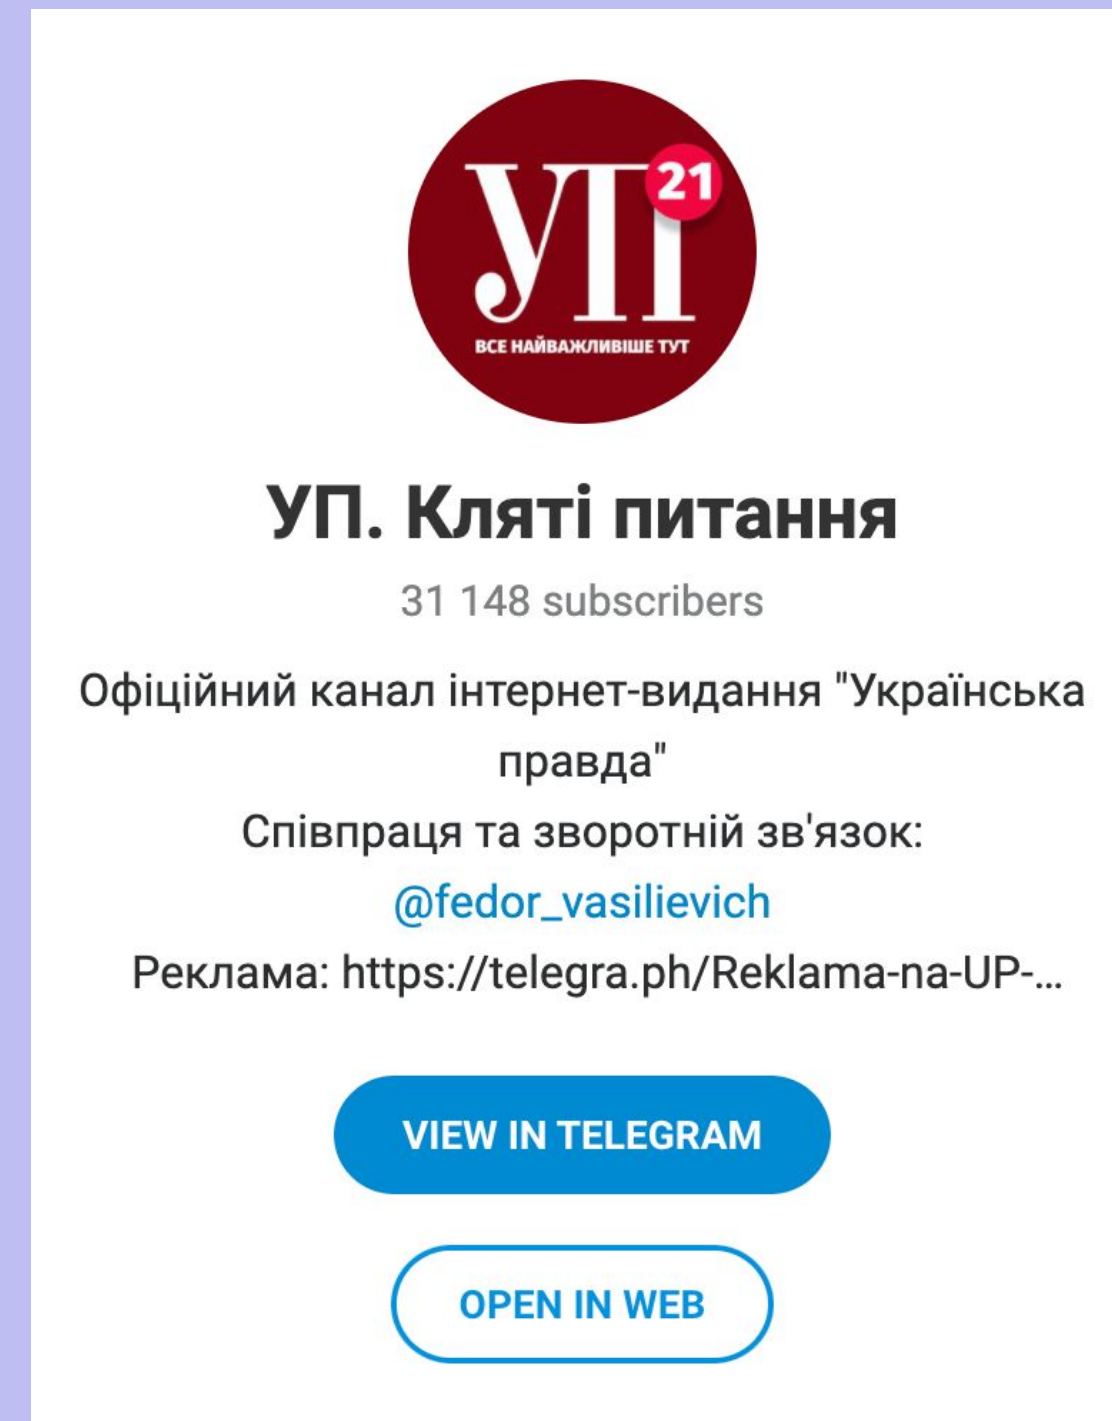 УП
21
ВСЕ НАЙВАЖЛИВІШЕ ТУТ
УП. Кляті питання
31 148 subscribers
Офіційний канал інтернет-видання "Українська
правда"
Співпраця та зворотній зв'язок:
@fedor_vasilievich
Реклама: https://telegra.ph/Reklama-na-UP-...
VIEW IN TELEGRAM
OPEN IN WEB